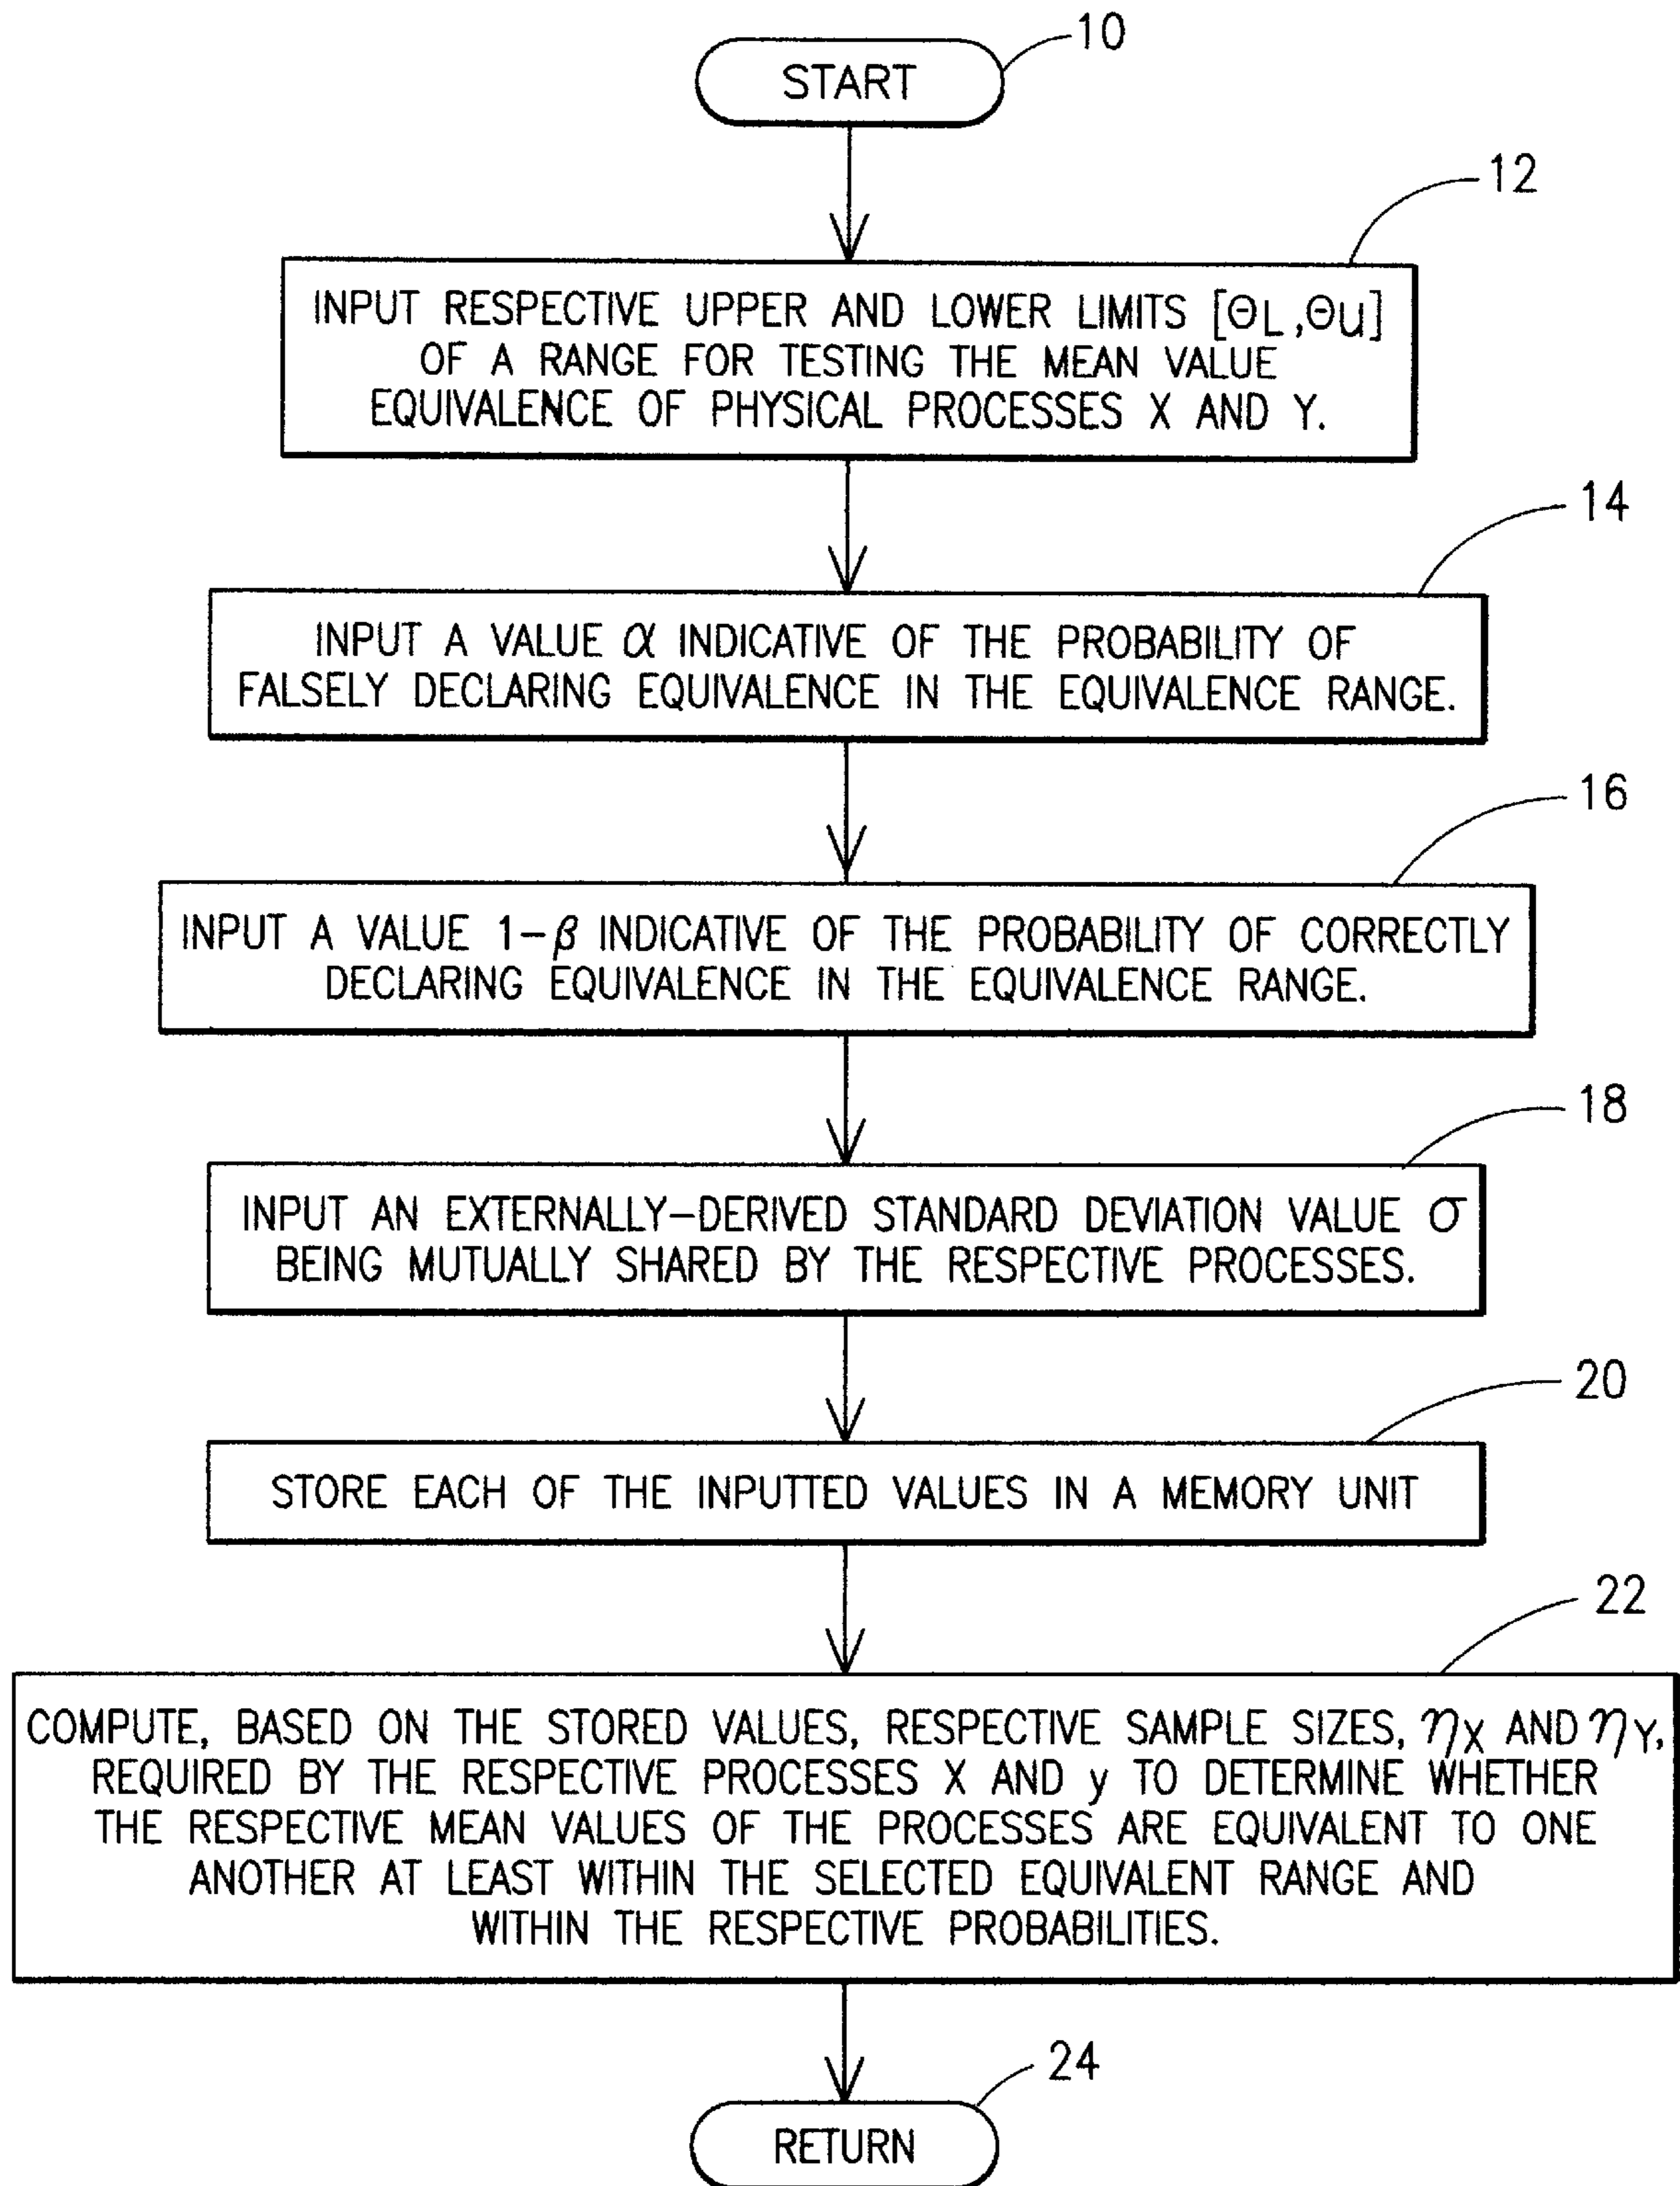 START
10
12
INPUT RESPECTIVE UPPER AND LOWER LIMITS [ΘL,ΘU]
OF A RANGE FOR TESTING THE MEAN VALUE
EQUIVALENCE OF PHYSICAL PROCESSES X AND Y.
14
INPUT A VALUE α INDICATIVE OF THE PROBABILITY OF
FALSELY DECLARING EQUIVALENCE IN THE EQUIVALENCE RANGE.
16
INPUT A VALUE 1-β INDICATIVE OF THE PROBABILITY OF CORRECTLY
DECLARING EQUIVALENCE IN THE EQUIVALENCE RANGE.
18
INPUT AN EXTERNALLY-DERIVED STANDARD DEVIATION VALUE σ
BEING MUTUALLY SHARED BY THE RESPECTIVE PROCESSES.
20
STORE EACH OF THE INPUTTED VALUES IN A MEMORY UNIT
22
COMPUTE, BASED ON THE STORED VALUES, RESPECTIVE SAMPLE SIZES, ηX AND ηY,
REQUIRED BY THE RESPECTIVE PROCESSES X AND y TO DETERMINE WHETHER
THE RESPECTIVE MEAN VALUES OF THE PROCESSES ARE EQUIVALENT TO ONE
ANOTHER AT LEAST WITHIN THE SELECTED EQUIVALENT RANGE AND
WITHIN THE RESPECTIVE PROBABILITIES.
24
RETURN